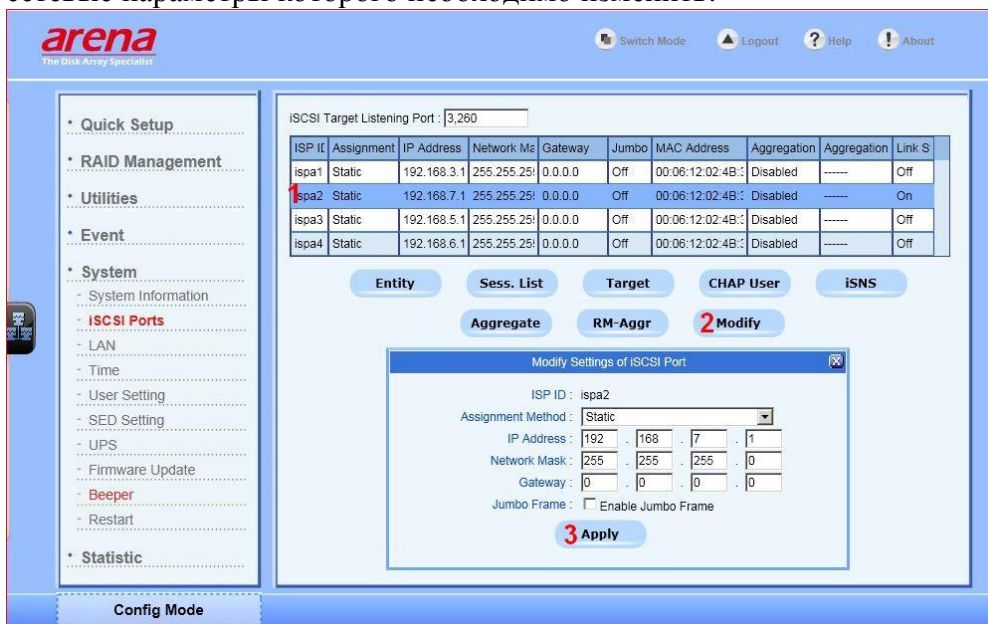 сетевые параметры которого необходимо изменить:
arena
The Disk Array Specialist
Switch Mode Logout ? Help ! About
Quick Setup
RAID Management
Utilities
Event
System
- System Information
- iSCSI Ports
- LAN
- Time
- User Setting
- SED Setting
- UPS
- Firmware Update
- Beeper
- Restart
Statistic
Config Mode
iSCSI Target Listening Port : 3,260
ISP ID Assignment IP Address Network Ma Gateway Jumbo MAC Address Aggregation Aggregation Link S
ispa1 Static 192.168.3.1 255.255.25 0.0.0.0 Off 00:06:12:02:4B: Disabled ------ Off
1 ispa2 Static 192.168.7.1 255.255.25 0.0.0.0 Off 00:06:12:02:4B: Disabled ------ On
ispa3 Static 192.168.5.1 255.255.25 0.0.0.0 Off 00:06:12:02:4B: Disabled ------ Off
ispa4 Static 192.168.6.1 255.255.25 0.0.0.0 Off 00:06:12:02:4B: Disabled ------ Off
Entity Sess. List Target CHAP User iSNS
Aggregate RM-Aggr 2 Modify
Modify Settings of iSCSI Port
ISP ID : ispa2
Assignment Method : Static
IP Address : 192 . 168 . 7 . 1
Network Mask : 255 . 255 . 255 . 0
Gateway : 0 . 0 . 0 . 0
Jumbo Frame : Enable Jumbo Frame
3 Apply